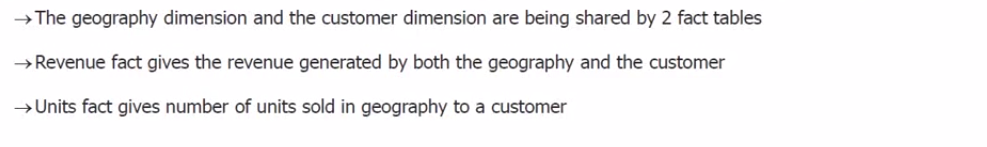 →The geography dimension and the customer dimension are being shared by 2 fact tables
→Revenue fact gives the revenue generated by both the geography and the customer
→Units fact gives number of units sold in geography to a customer